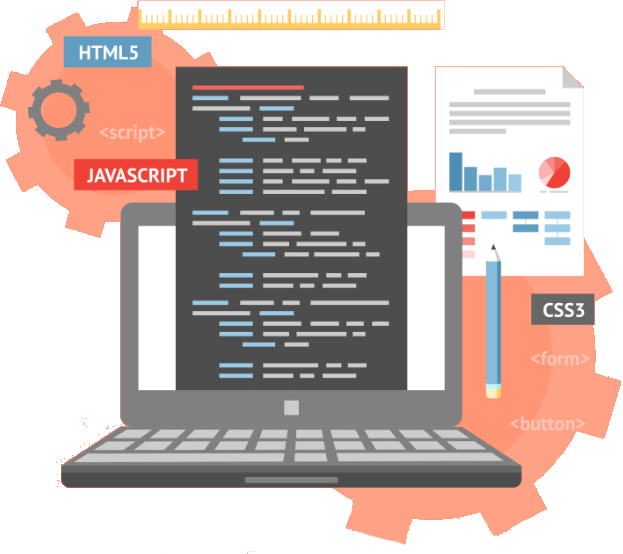 HTML5
<script>
JAVASCRIPT
CSS3
<form>
<button>